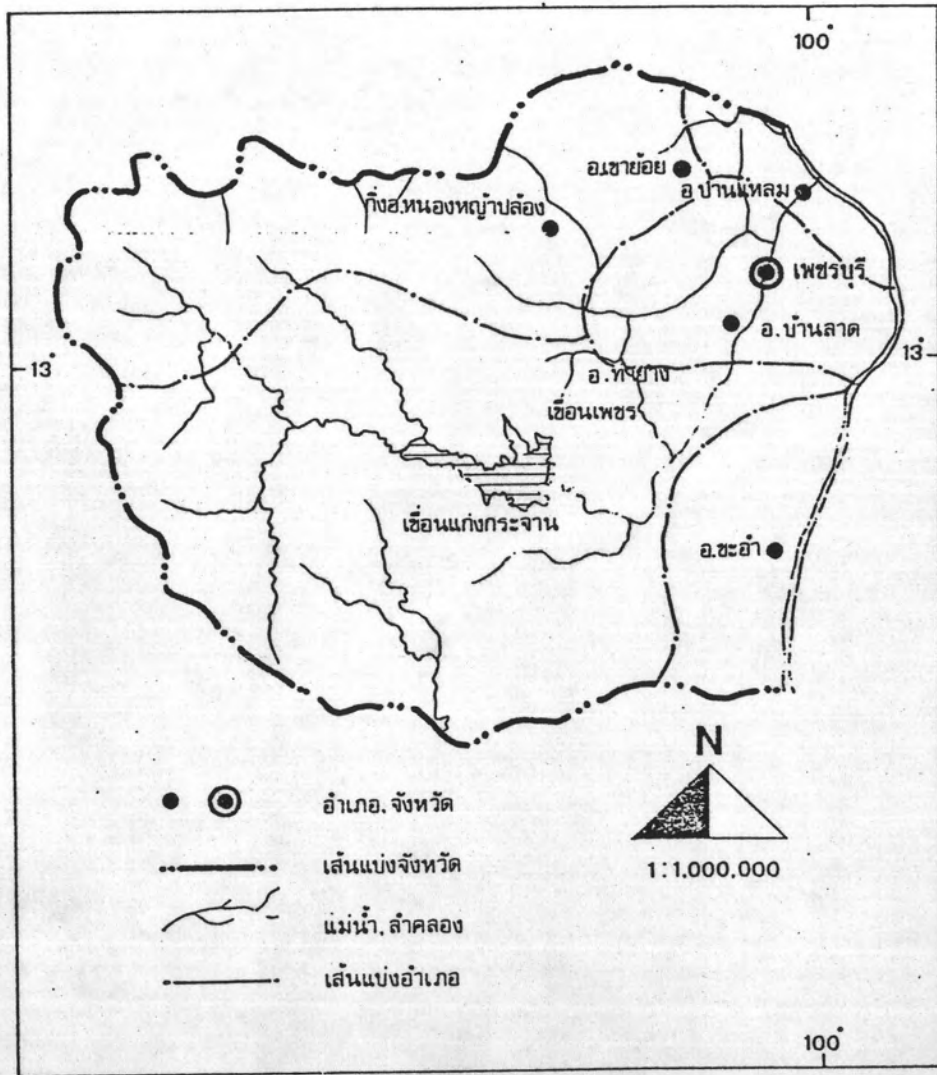 100°
อ.เขาย้อย
อ.บ้านแหลม
กิ่งอ.หนองหญ้าปล้อง
เพชรบุรี
อ. บ้านลาด
13
13°
อ. ท่ายาง
เขื่อนเพชร
เขื่อนแก่งกระจาน
อ.ชะอำ
N
อำเภอ. จังหวัด
1:1.000.000
เส้นแบ่งจังหวัด
แม่น้ำ. ลำคลอง
เส้นแบ่งอำเภอ
100°